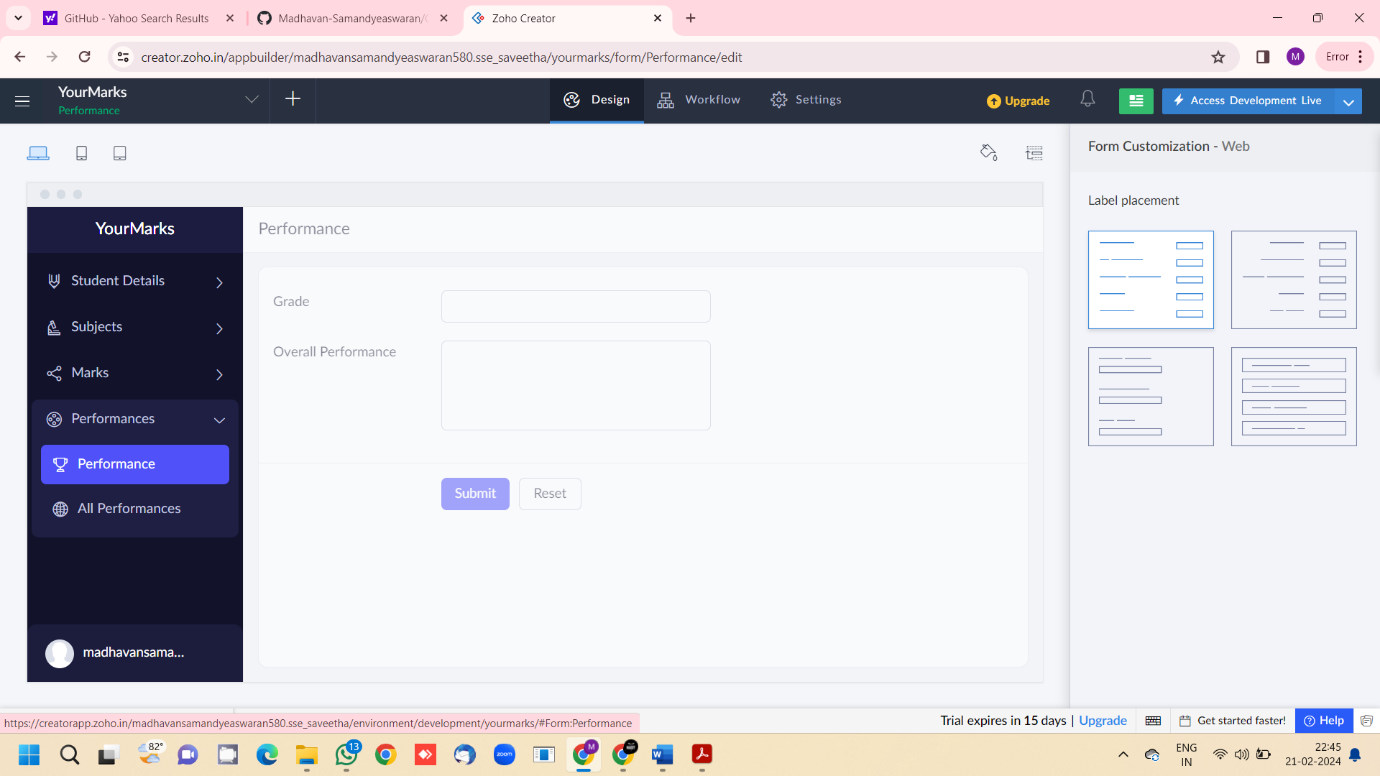 GitHub - Yahoo Search Results
Madhavan-Samandyeaswaran/
Zoho Creator
creator.zoho.in/appbuilder/madhavansamandyeaswaran580.sse_saveetha/yourmarks/form/Performance/edit
M
Error
YourMarks
Performance
Design
Workflow
Settings
Upgrade
Access Development Live
Form Customization - Web
Label placement
YourMarks
Student Details
Subjects
Marks
Performances
Performance
All Performances
madhavansama...
Performance
Grade
Overall Performance
Submit
Reset
https://creatorapp.zoho.in/madhavansamandyeaswaran580.sse_saveetha/environment/development/yourmarks/#Form:Performance
Trial expires in 15 days | Upgrade
Get started faster!
Help
82°
13
zoom
M
ENG
IN
22:45
21-02-2024